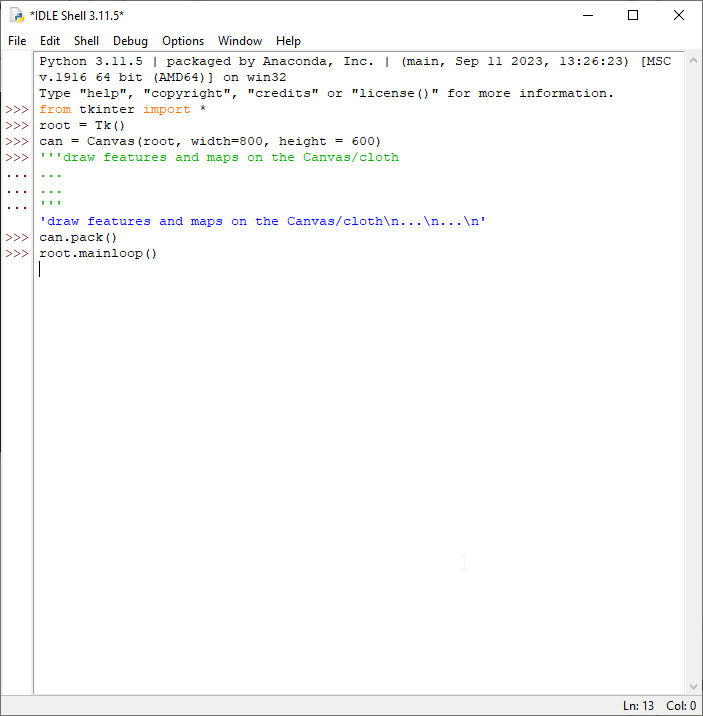 *IDLE Shell 3.11.5*
File Edit Shell Debug Options Window Help
Python 3.11.5 | packaged by Anaconda, Inc. | (main, Sep 11 2023, 13:26:23) [MSC
v.1916 64 bit (AMD64)] on win32
Type "help", "copyright", "credits" or "license()" for more information.
>>> from tkinter import *
>>> root = Tk()
>>> can = Canvas(root, width=800, height = 600)
>>> '''draw features and maps on the Canvas/cloth
... ...
... ...
... '''
'draw features and maps on the Canvas/cloth\n...\n...\n'
>>> can.pack()
>>> root.mainloop()
Ln: 13 Col: 0